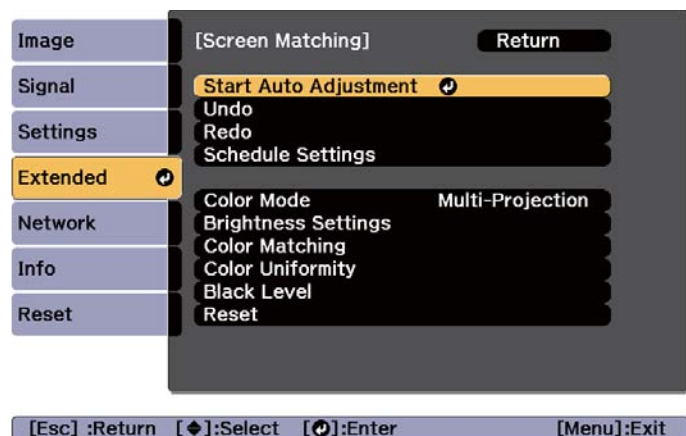 Image
Signal
Settings
Extended
Network
Info
Reset
[Screen Matching] Return
Start Auto Adjustment
Undo
Redo
Schedule Settings
Color Mode Multi-Projection
Brightness Settings
Color Matching
Color Uniformity
Black Level
Reset
[Esc] :Return [◆]:Select [↵]:Enter [Menu]:Exit